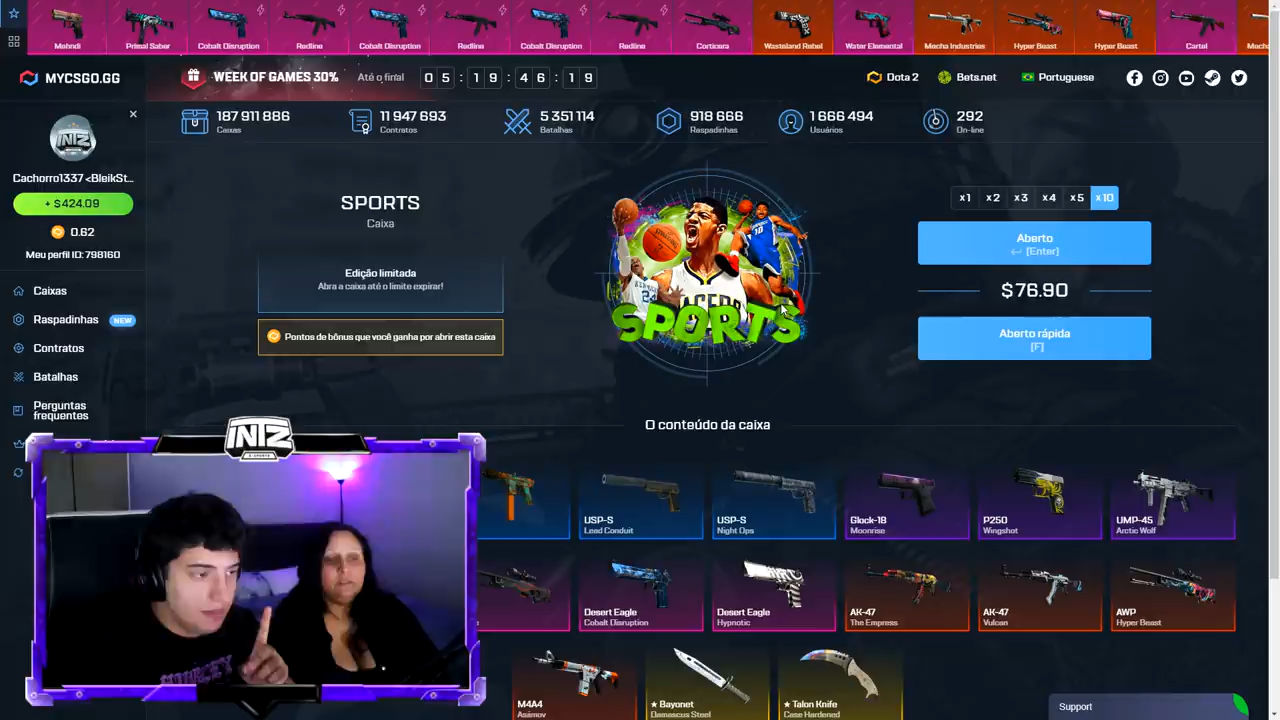 Mehndi
Primal Saber
Cobalt Disruption
Redline
Cobalt Disruption
Redline
Cobalt Disruption
Redline
Corticera
Wasteland Rebel
Water Elemental
Mecha Industries
Hyper Beast
Hyper Beast
Cartel
MYCSGO.GG
WEEK OF GAMES 30%
Até o final
0 5 : 1 9 : 4 6 : 1 9
Dota 2
Bets.net
Portuguese
187 911 886
Caixas
11 947 693
Contratos
5 351 114
Batalhas
918 666
Raspadinhas
1 666 494
Usuários
292
On-line
Cachorro1337 <BleikSt...
+ $424.09
0.62
Meu perfil ID: 798160
Caixas
Raspadinhas NEW
Contratos
Batalhas
Perguntas
frequentes
SPORTS
Caixa
Edição limitada
Abra a caixa até o limite expirar!
Pontos de bônus que você ganha por abrir esta caixa
SPORTS
x1 x2 x3 x4 x5 x10
Aberto
[Enter]
$76.90
Aberto rápida
[F]
O conteúdo da caixa
USP-S
Lead Conduit
USP-S
Night Ops
Glock-18
Moonrise
P250
Wingshot
UMP-45
Arctic Wolf
Desert Eagle
Cobalt Disruption
Desert Eagle
Hypnotic
AK-47
The Empress
AK-47
Vulcan
AWP
Hyper Beast
M4A4
Asiimov
★ Bayonet
Damascus Steel
★ Talon Knife
Case Hardened
INTZ
E-SPORTS
Support